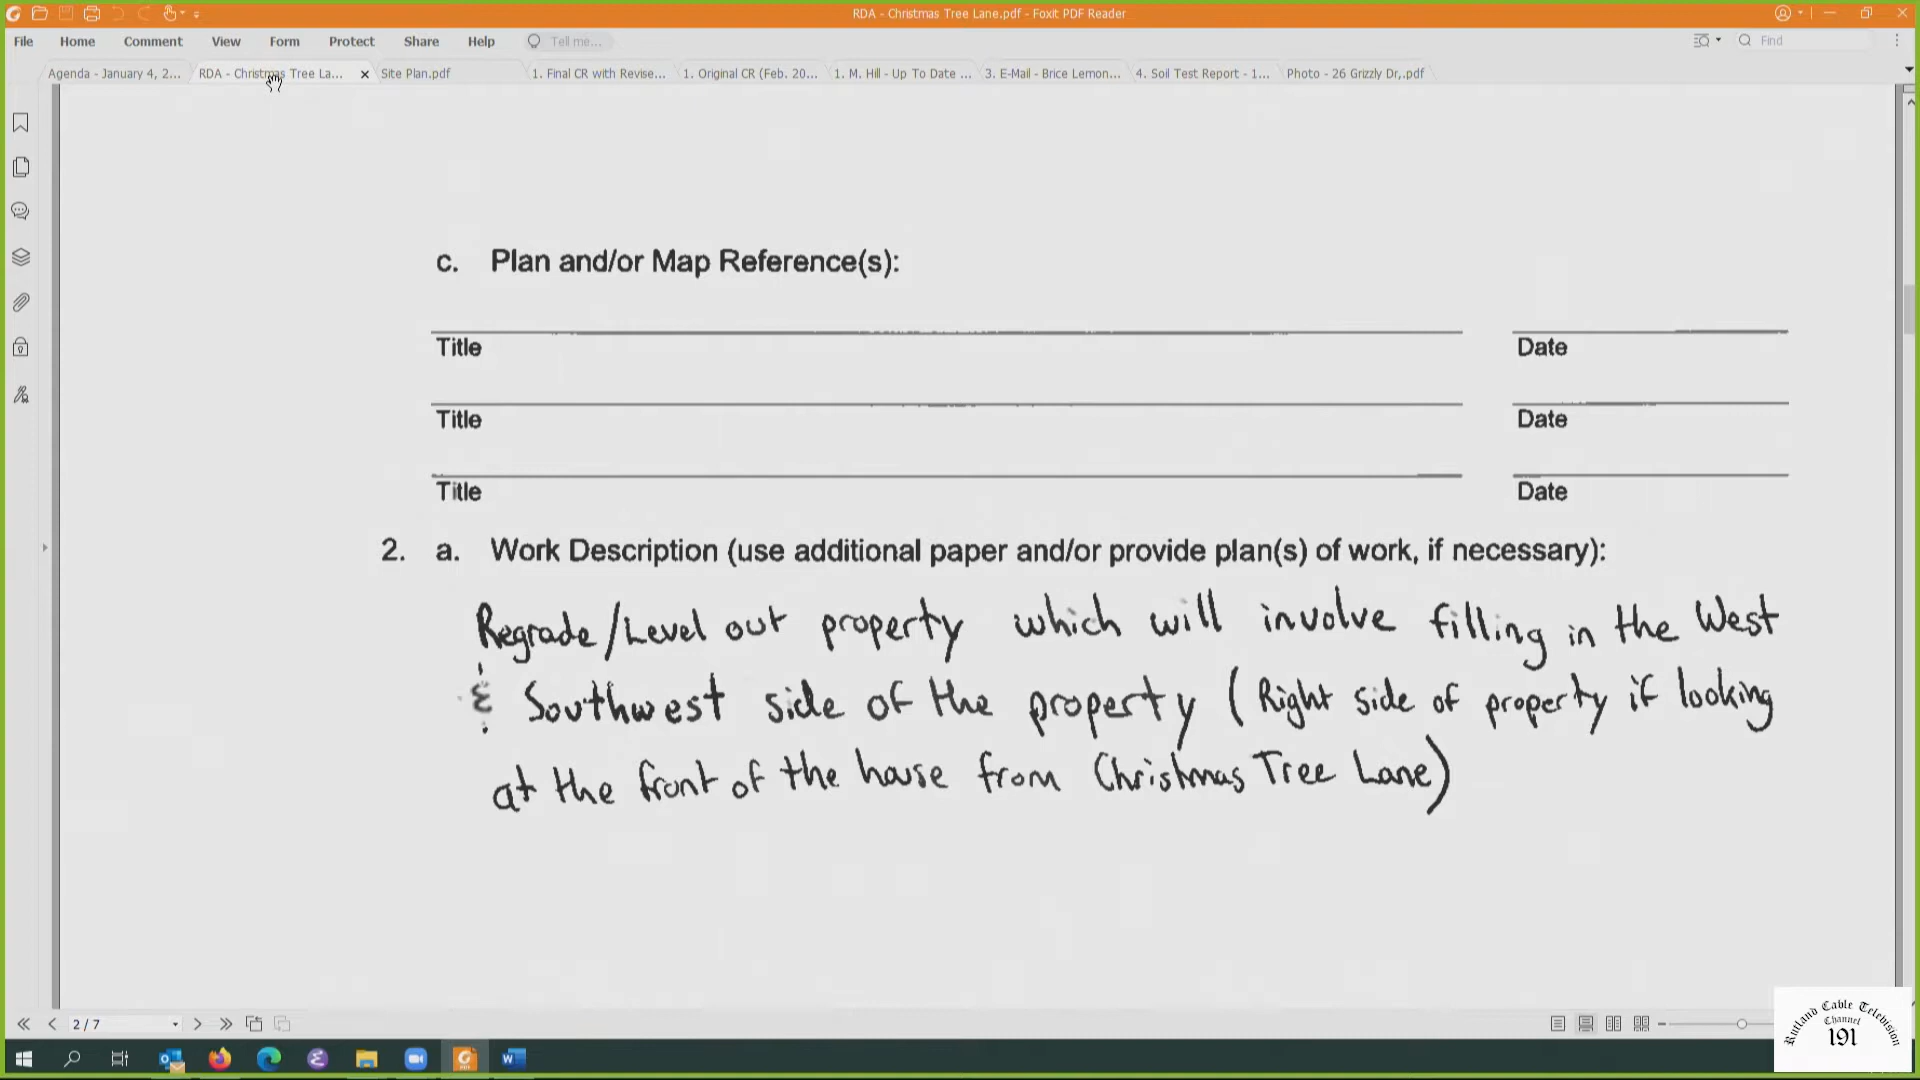 RDA - Christmas Tree Lane.pdf - Foxit PDF Reader
File Home Comment View Form Protect Share Help Tell me... Find
Agenda - January 4, 2... RDA - Christmas Tree La... Site Plan.pdf 1. Final CR with Revise... 1. Original CR (Feb. 20... 1. M. Hill - Up To Date ... 3. E-Mail - Brice Lemon... 4. Soil Test Report - 1... Photo - 26 Grizzly Dr,.pdf
c. Plan and/or Map Reference(s):
Title Date
Title Date
Title Date
2. a. Work Description (use additional paper and/or provide plan(s) of work, if necessary):
Regrade/Level out property which will involve filling in the West
& Southwest side of the property (Right side of property if looking
at the front of the house from Christmas Tree Lane)
2 / 7
Rutland Cable Television
Channel
191